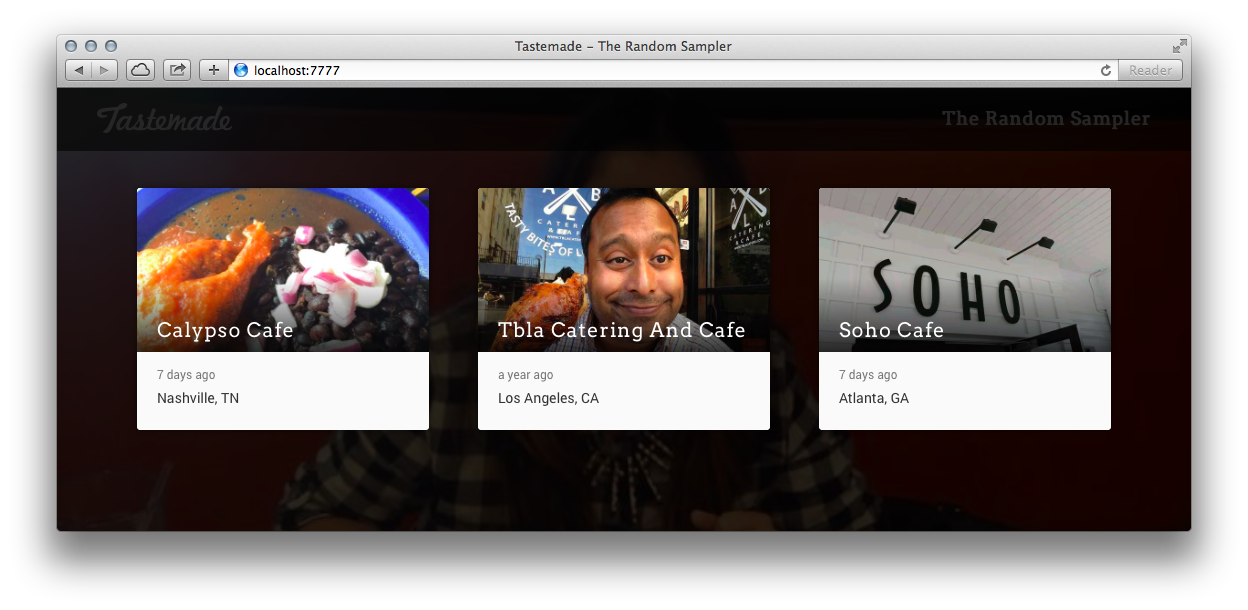 Tastemade – The Random Sampler
localhost:7777
Reader
Tastemade
The Random Sampler
A B
CATERING
TASTY BITES OF L
A B L A
CATERING
& CAFE
SOHO
Calypso Cafe
Tbla Catering And Cafe
Soho Cafe
7 days ago
a year ago
7 days ago
Nashville, TN
Los Angeles, CA
Atlanta, GA